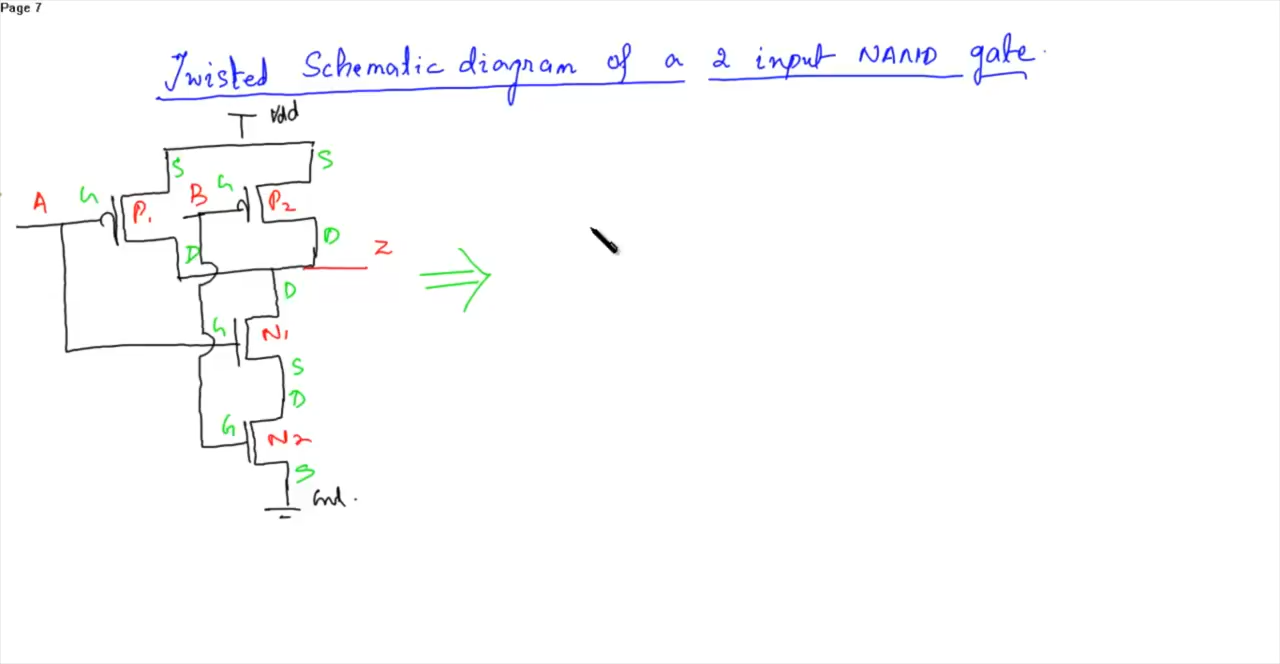 Page 7
Twisted Schematic diagram of a 2 input NAND gate.
Vdd
S S
A G P1 B G P2
D D Z
D
G N1
S
D
G N2
S
Gnd.